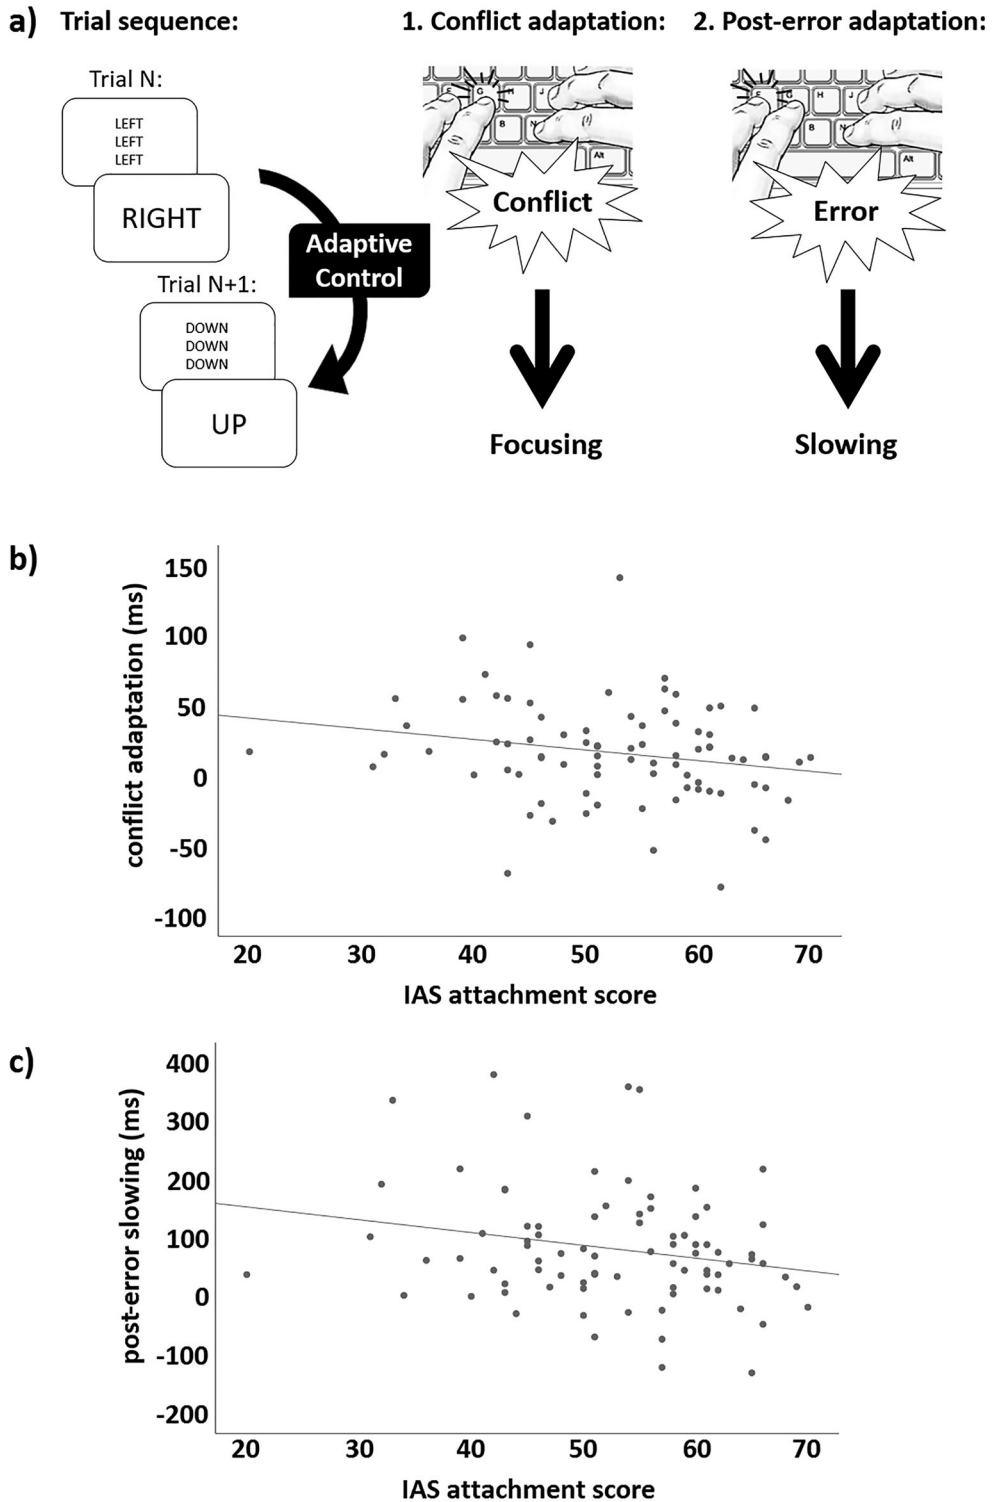 a) Trial sequence:
1. Conflict adaptation:
2. Post-error adaptation:
Trial N:
LEFT
LEFT
LEFT
RIGHT
Adaptive
Control
Trial N+1:
DOWN
DOWN
DOWN
UP
F G H J
B N
Alt
Conflict
Focusing
F G H J
B N
Alt
Error
Slowing
b)
conflict adaptation (ms)
150
100
50
0
-50
-100
20 30 40 50 60 70
IAS attachment score
c)
post-error slowing (ms)
400
300
200
100
0
-100
-200
20 30 40 50 60 70
IAS attachment score